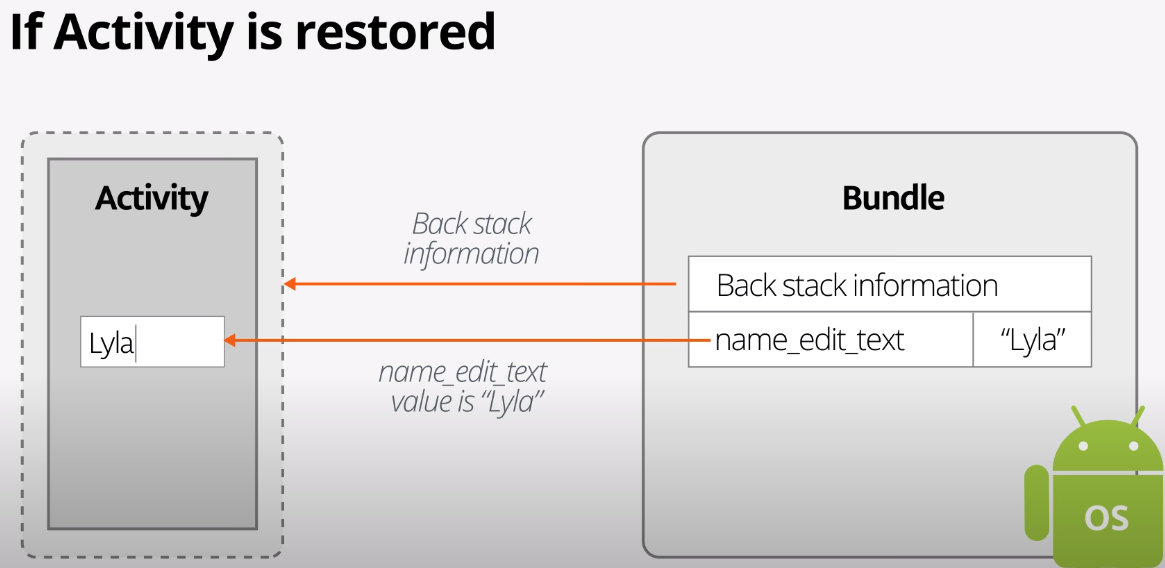 If Activity is restored
Activity
Bundle
Back stack
information
Back stack information
Lyla
name_edit_text
“Lyla”
name_edit_text
value is “Lyla”
OS